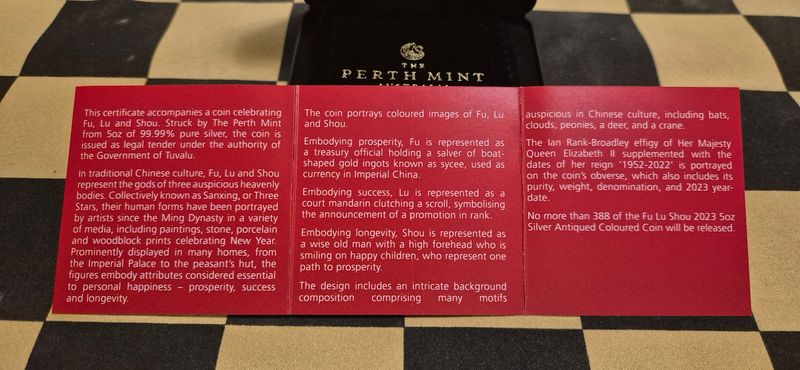 THE
PERTH MINT
This certificate accompanies a coin celebrating
Fu, Lu and Shou. Struck by The Perth Mint
from 5oz of 99.99% pure silver, the coin is
issued as legal tender under the authority of
the Government of Tuvalu.
In traditional Chinese culture, Fu, Lu and Shou
represent the gods of three auspicious heavenly
bodies. Collectively known as Sanxing, or Three
Stars, their human forms have been portrayed
by artists since the Ming Dynasty in a variety
of media, including paintings, stone, porcelain
and woodblock prints celebrating New Year.
Prominently displayed in many homes, from
the Imperial Palace to the peasant's hut, the
figures embody attributes considered essential
to personal happiness – prosperity, success
and longevity.
The coin portrays coloured images of Fu, Lu
and Shou.
Embodying prosperity, Fu is represented as
a treasury official holding a salver of boat-
shaped gold ingots known as sycee, used as
currency in Imperial China.
Embodying success, Lu is represented as a
court mandarin clutching a scroll, symbolising
the announcement of a promotion in rank.
Embodying longevity, Shou is represented as
a wise old man with a high forehead who is
smiling on happy children, who represent one
path to prosperity.
The design includes an intricate background
composition comprising many motifs
auspicious in Chinese culture, including bats,
clouds, peonies, a deer, and a crane.
The Ian Rank-Broadley effigy of Her Majesty
Queen Elizabeth II supplemented with the
dates of her reign '1952-2022' is portrayed
on the coin's obverse, which also includes its
purity, weight, denomination, and 2023 year-
date.
No more than 388 of the Fu Lu Shou 2023 5oz
Silver Antiqued Coloured Coin will be released.